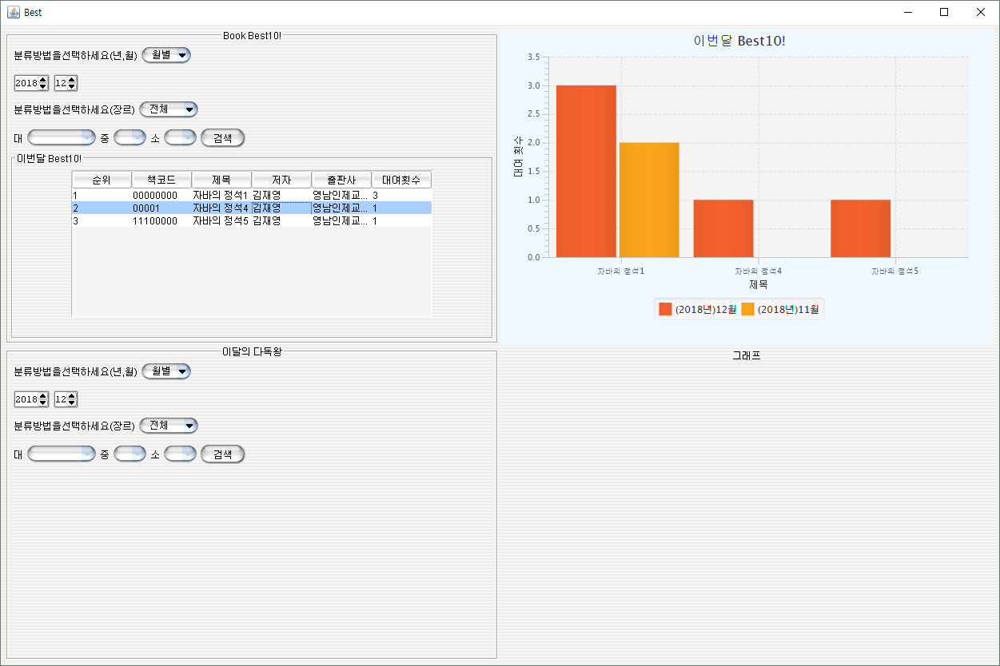 Best
Book Best10!
분류방법을선택하세요(년,월) 월별
2018 12
분류방법을선택하세요(장르) 전체
대 중 소 검색
이번달 Best10!
순위 책코드 제목 저자 출판사 대여횟수
1 00000000 자바의 정석1 김재영 영남인제교... 3
2 00001 자바의 정석4 김재영 영남인제교... 1
3 11100000 자바의 정석5 김재영 영남인제교... 1
이번달 Best10!
대여 횟수
3.5
3.0
2.5
2.0
1.5
1.0
0.5
0.0
자바의 정석1 자바의 정석4 자바의 정석5
제목
(2018년)12월 (2018년)11월
이달의 다독왕
분류방법을선택하세요(년,월) 월별
2018 12
분류방법을선택하세요(장르) 전체
대 중 소 검색
그래프